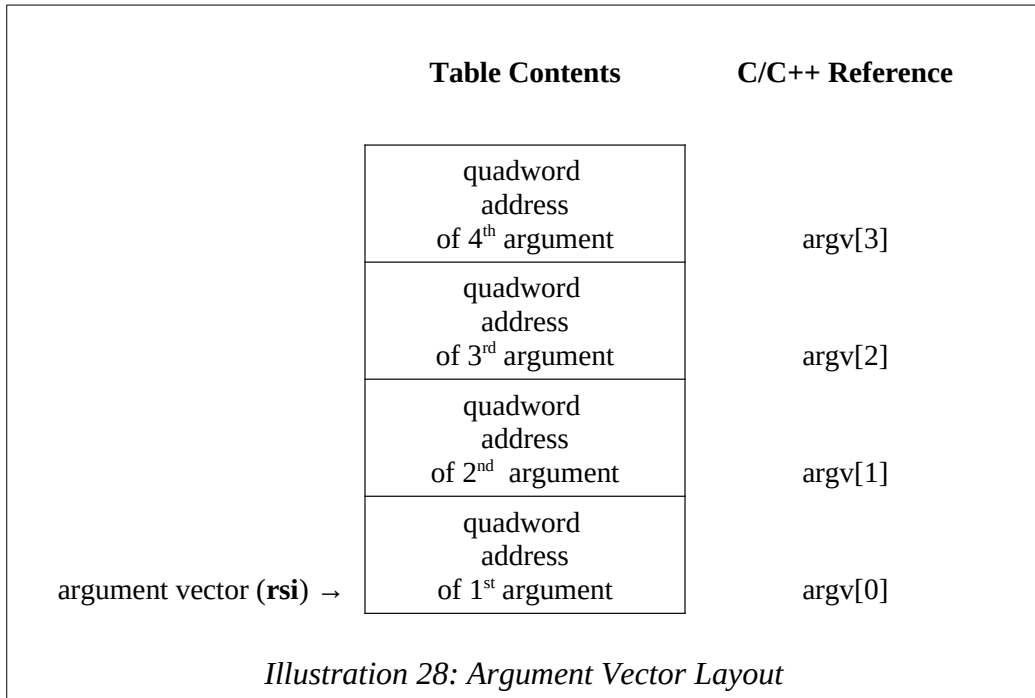 Table Contents C/C++ Reference
quadword
address
of 4th argument argv[3]
quadword
address
of 3rd argument argv[2]
quadword
address
of 2nd argument argv[1]
quadword
address
argument vector (rsi) → of 1st argument argv[0]
Illustration 28: Argument Vector Layout